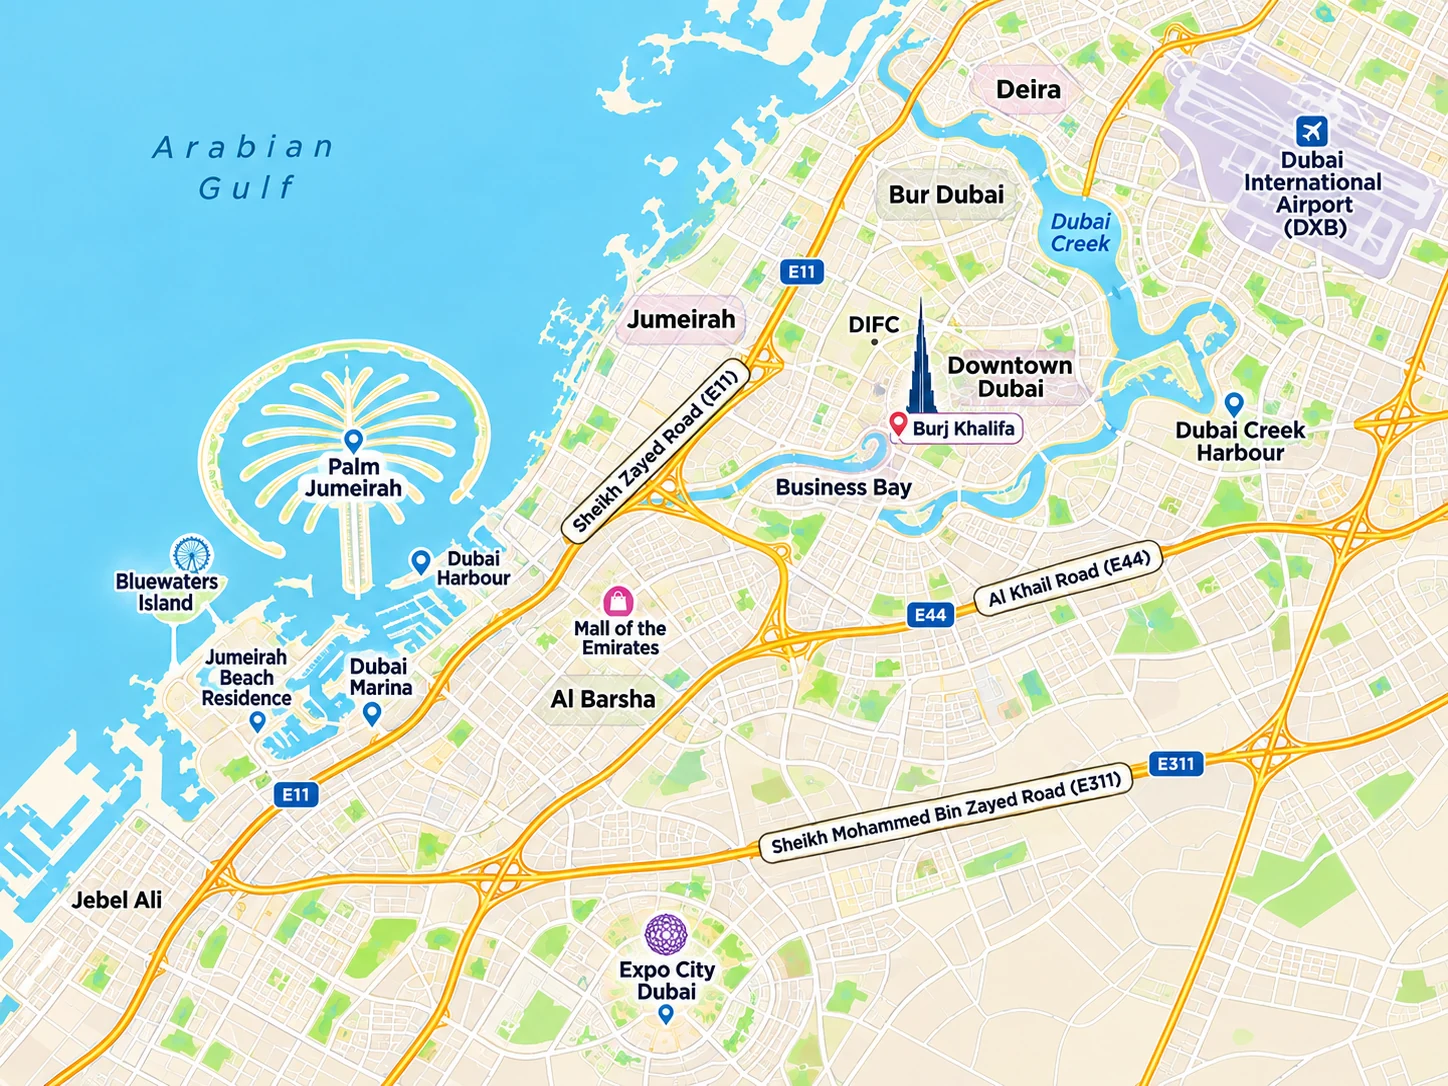 Deira
Arabian
Gulf
Dubai
International
Airport
(DXB)
Bur Dubai
Dubai
Creek
E11
Jumeirah
DIFC
Downtown
Dubai
Burj Khalifa
Sheikh Zayed Road (E11)
Dubai Creek
Harbour
Palm
Jumeirah
Business Bay
Dubai
Harbour
Bluewaters
Island
Al Khail Road (E44)
E44
Mall of the
Emirates
Jumeirah
Beach
Residence
Dubai
Marina
Al Barsha
E311
Sheikh Mohammed Bin Zayed Road (E311)
E11
Jebel Ali
Expo City
Dubai